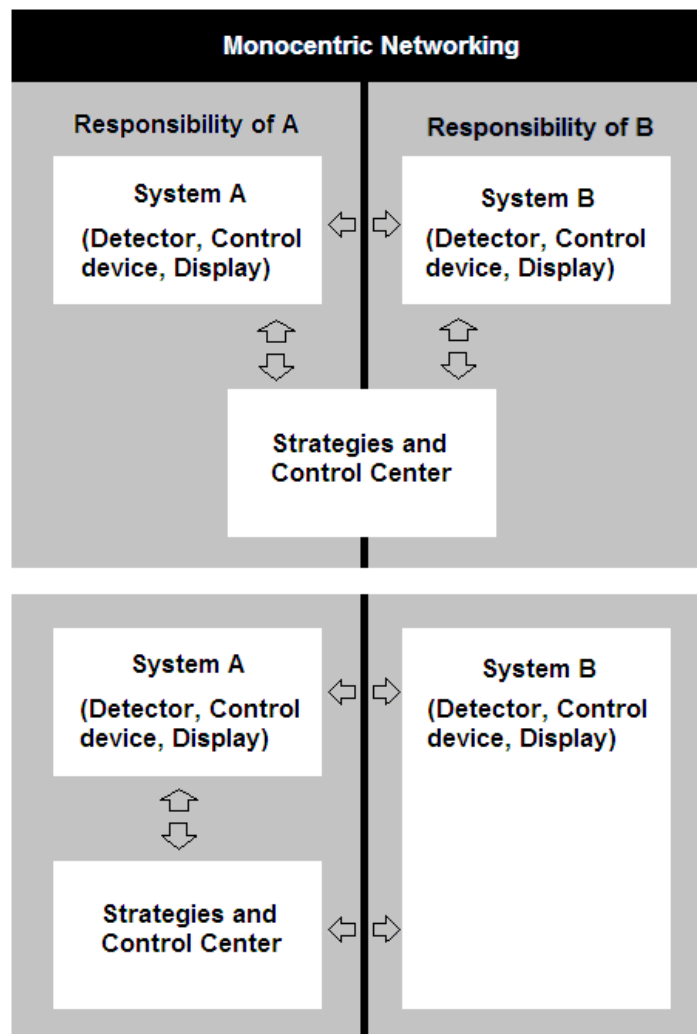 Monocentric Networking
Responsibility of A
Responsibility of B
System A
(Detector, Control
device, Display)
System B
(Detector, Control
device, Display)
Strategies and
Control Center
System A
(Detector, Control
device, Display)
System B
(Detector, Control
device, Display)
Strategies and
Control Center